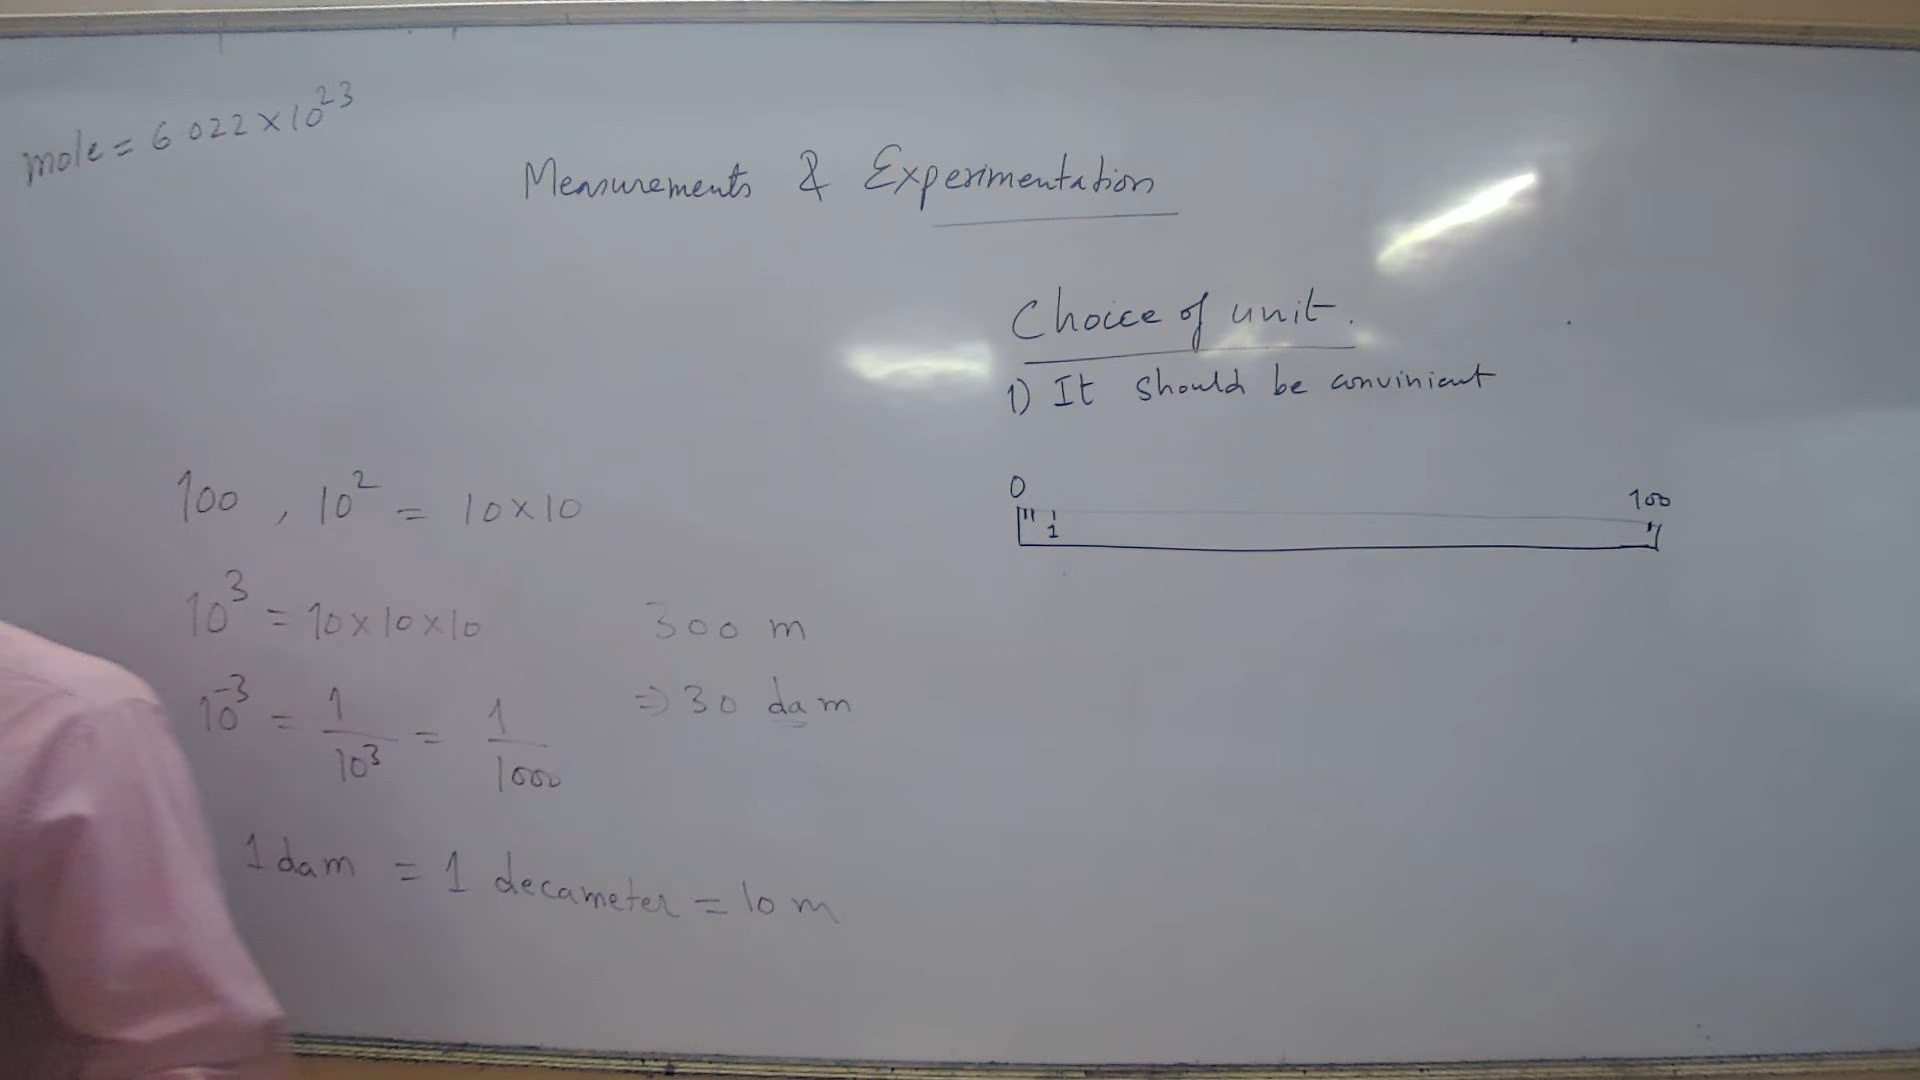 mole = 6 022 × 10²³
Measurements & Experimentation
Choice of unit.
1) It should be convinient
0 100
1
100 , 10² = 10×10
10³ = 10×10×10
10⁻³ = 1/10³ = 1/1000
300 m
⇒ 30 dam
1 dam = 1 decameter = 10 m